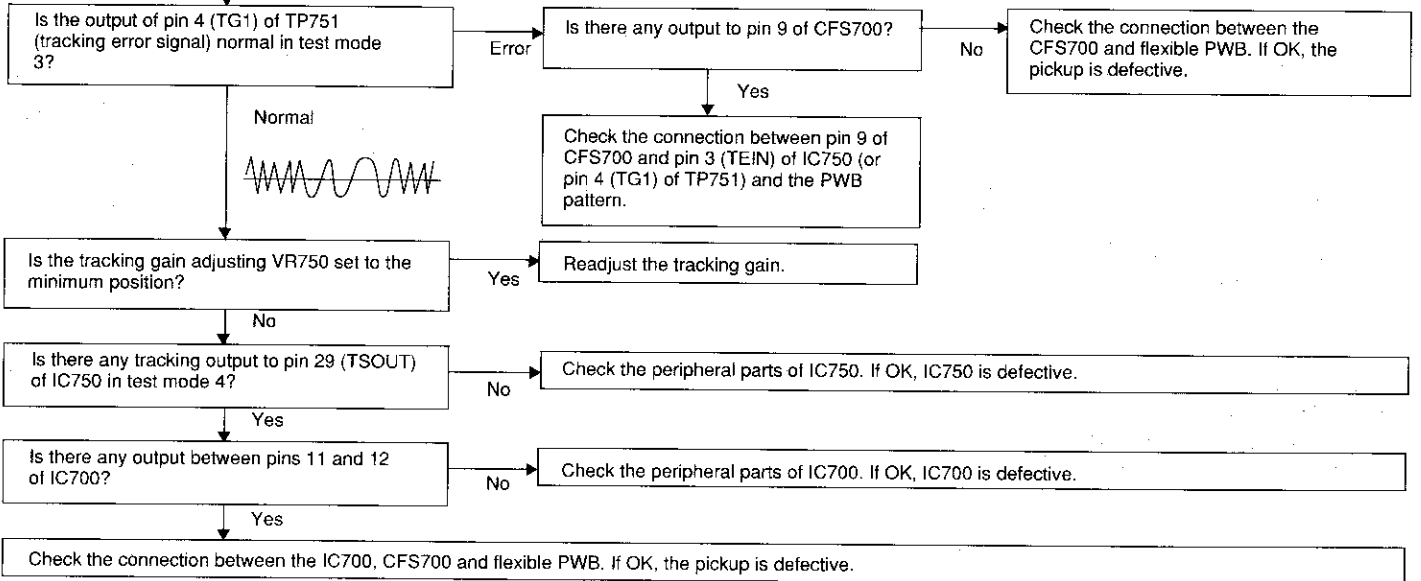 Is the output of pin 4 (TG1) of TP751
(tracking error signal) normal in test mode
3?
Error
Is there any output to pin 9 of CFS700?
No
Check the connection between the
CFS700 and flexible PWB. If OK, the
pickup is defective.
Yes
Normal
Check the connection between pin 9 of
CFS700 and pin 3 (TEIN) of IC750 (or
pin 4 (TG1) of TP751) and the PWB
pattern.
Is the tracking gain adjusting VR750 set to the
minimum position?
Yes
Readjust the tracking gain.
No
Is there any tracking output to pin 29 (TSOUT)
of IC750 in test mode 4?
No
Check the peripheral parts of IC750. If OK, IC750 is defective.
Yes
Is there any output between pins 11 and 12
of IC700?
No
Check the peripheral parts of IC700. If OK, IC700 is defective.
Yes
Check the connection between the IC700, CFS700 and flexible PWB. If OK, the pickup is defective.